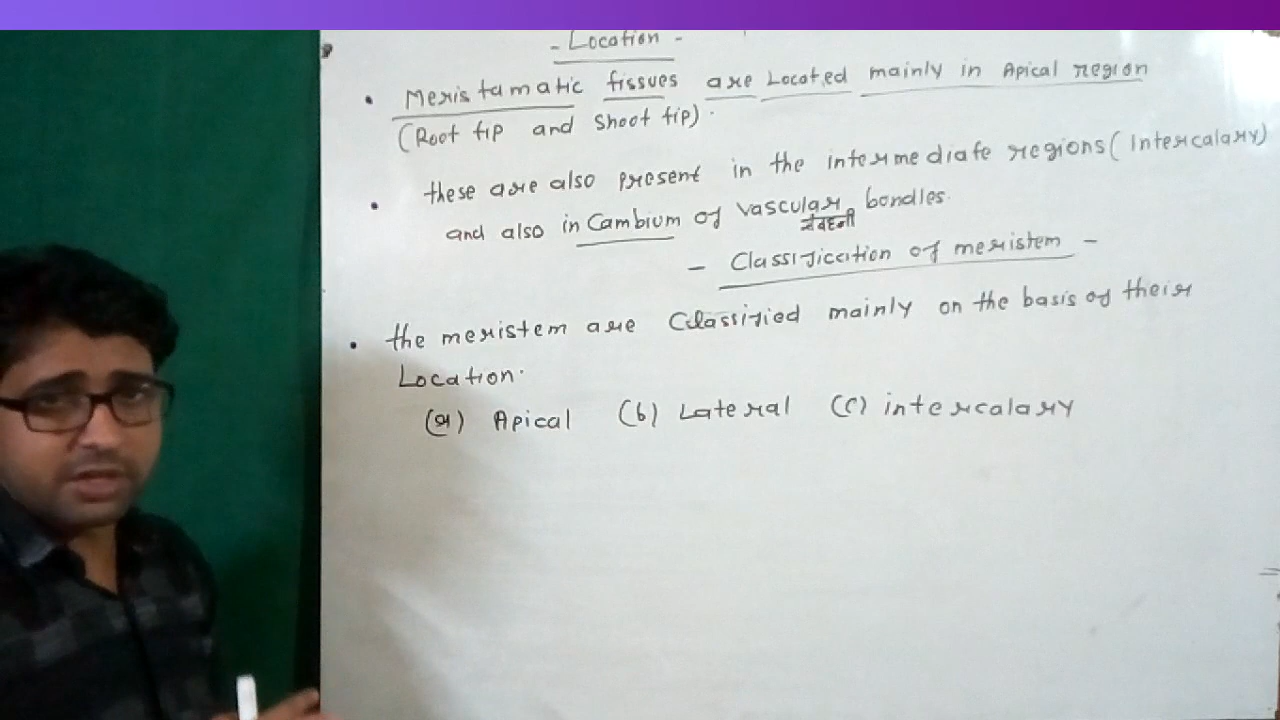 - Location -
• Meristamatic tissues are Located mainly in Apical region
(Root tip and Shoot tip).
• these are also present in the intermediate regions (Intercalary)
and also in Cambium of vascular bondles.
संवहनी
- Classification of meristem -
• the meristem are Classified mainly on the basis of their
Location.
(a) Apical (b) Lateral (c) intercalary